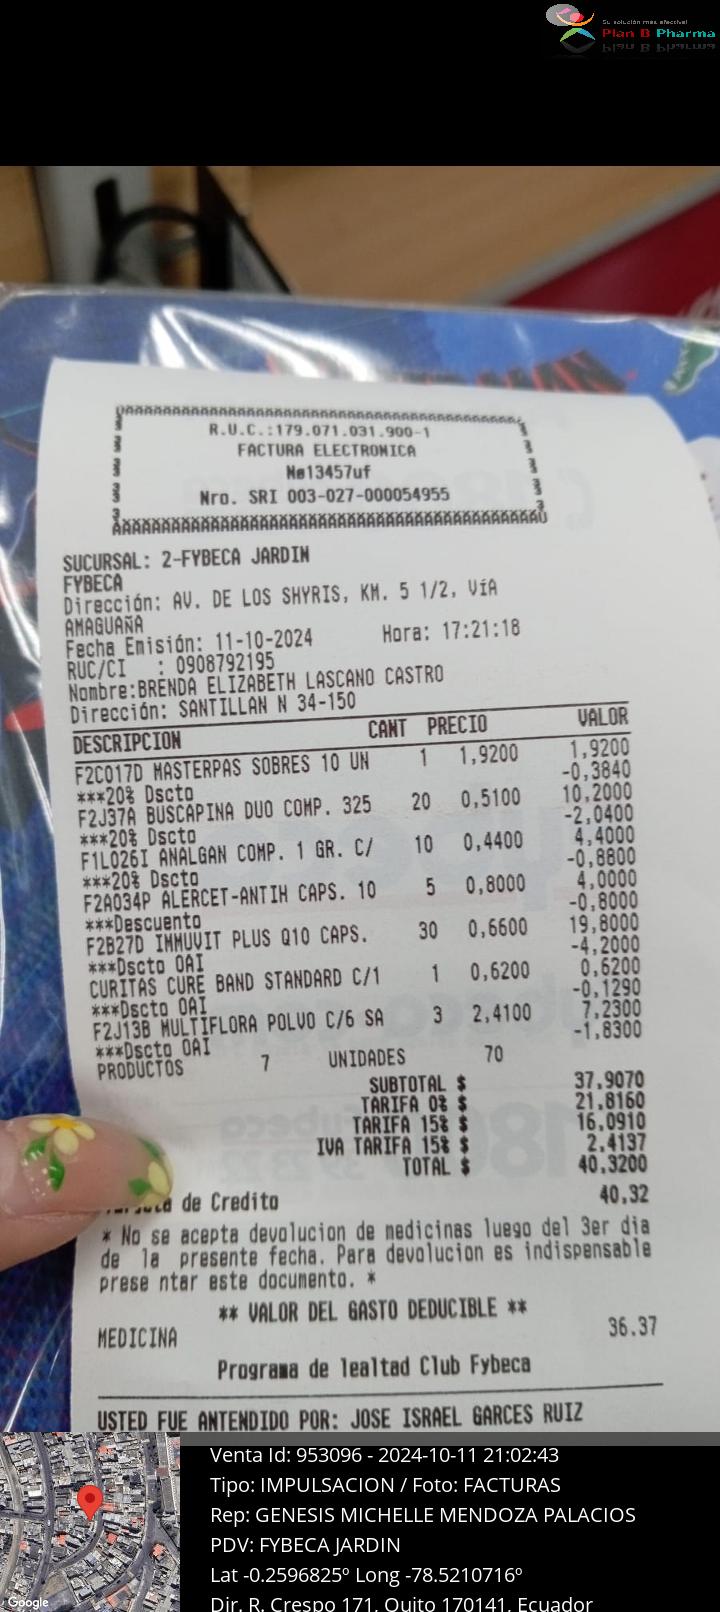 Su solución más efectiva!
Plan B Pharma
R.U.C.:179.071.031.900-1
FACTURA ELECTRONICA
Nø13457uf
Nro. SRI 003-027-000054955
SUCURSAL: 2-FYBECA JARDIN
FYBECA
Dirección: AV. DE LOS SHYRIS, KM. 5 1/2, VíA
AMAGUAÑA
Fecha Emisión: 11-10-2024 Hora: 17:21:18
RUC/CI : 0908792195
Nombre:BRENDA ELIZABETH LASCANO CASTRO
Dirección: SANTILLAN N 34-150
DESCRIPCION CANT PRECIO VALOR
F2C017D MASTERPAS SOBRES 10 UN 1 1,9200 1,9200
***20% Dscto -0,3840
F2J37A BUSCAPINA DUO COMP. 325 20 0,5100 10,2000
***20% Dscto -2,0400
F1L026I ANALGAN COMP. 1 GR. C/ 10 0,4400 4,4000
***20% Dscto -0,8800
F2A034P ALERCET-ANTIH CAPS. 10 5 0,8000 4,0000
***Descuento -0,8000
F2B27D IMMUVIT PLUS Q10 CAPS. 30 0,6600 19,8000
***Dscto OAI -4,2000
CURITAS CURE BAND STANDARD C/1 1 0,6200 0,6200
***Dscto OAI -0,1290
F2J13B MULTIFLORA POLVO C/6 SA 3 2,4100 7,2300
***Dscto OAI -1,8300
PRODUCTOS 7 UNIDADES 70
SUBTOTAL $ 37,9070
TARIFA 0% $ 21,8160
TARIFA 15% $ 16,0910
IVA TARIFA 15% $ 2,4137
TOTAL $ 40,3200
de Credito 40,32
* No se acepta devolucion de medicinas luego del 3er dia
de la presente fecha. Para devolucion es indispensable
prese ntar este documento. *
** VALOR DEL GASTO DEDUCIBLE **
MEDICINA 36.37
Programa de lealtad Club Fybeca
USTED FUE ANTENDIDO POR: JOSE ISRAEL GARCES RUIZ
Venta Id: 953096 - 2024-10-11 21:02:43
Tipo: IMPULSACION / Foto: FACTURAS
Rep: GENESIS MICHELLE MENDOZA PALACIOS
PDV: FYBECA JARDIN
Lat -0.2596825º Long -78.5210716º
Dir. R. Crespo 171, Quito 170141, Ecuador
Google